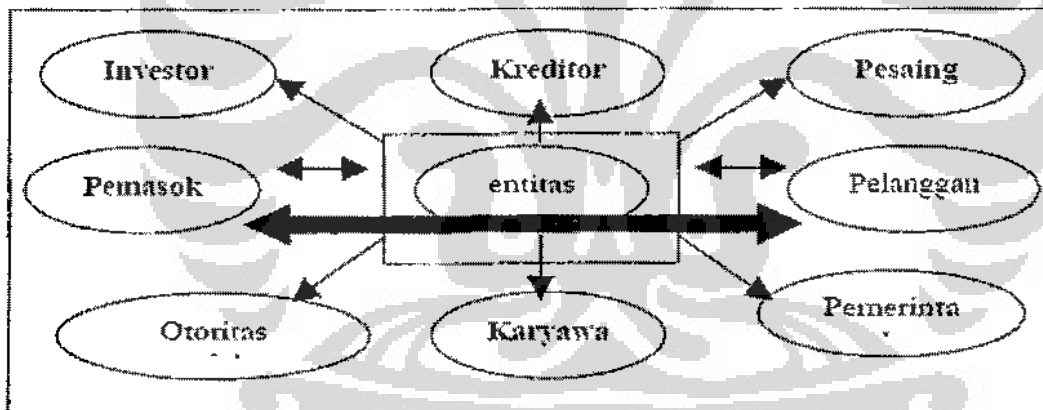 Investor
Kreditor
Pesaing
Pemasok
entitas
Pelanggan
Otoritas
Karyawa
Pemerinta